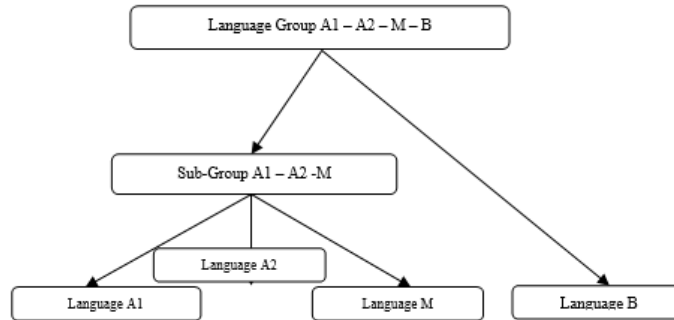 Language Group A1 – A2 – M – B
Sub-Group A1 – A2 -M
Language A2
Language A1
Language M
Language B